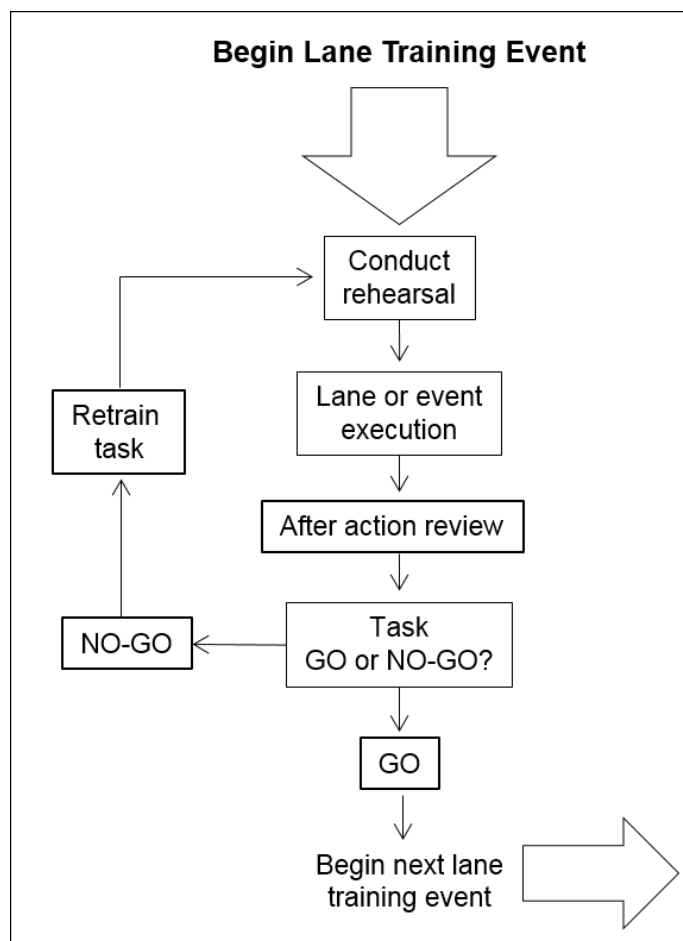 Begin Lane Training Event
Conduct
rehearsal
Lane or event
execution
Retrain
task
After action review
Task
GO or NO-GO?
NO-GO
GO
Begin next lane
training event